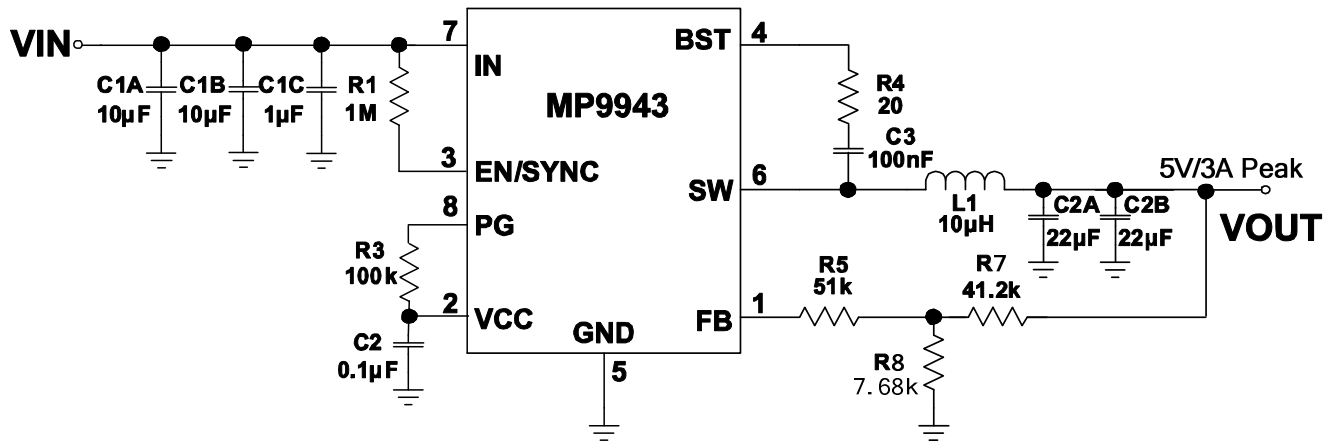 VIN
C1A
10µF
C1B
10µF
C1C
1µF
R1
1M
7
IN
3
EN/SYNC
8
PG
R3
100k
2
VCC
C2
0.1µF
MP9943
GND
5
BST
4
R4
20
C3
100nF
SW
6
L1
10µH
C2A
22µF
C2B
22µF
5V/3A Peak
VOUT
FB
1
R5
51k
R7
41.2k
R8
7.68k